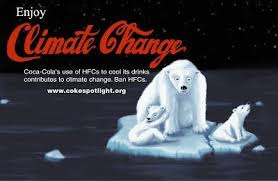 Enjoy
Climate Change
Coca-Cola's use of HFCs to cool its drinks
contributes to climate change. Ban HFCs.
www.cokespotlight.org